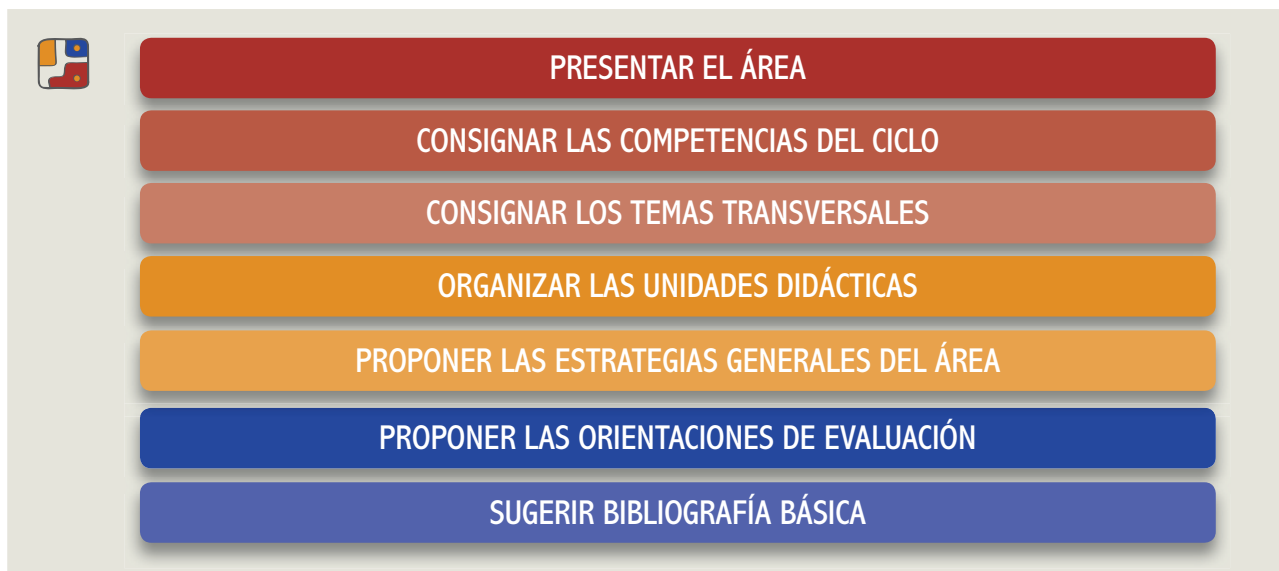 PRESENTAR EL ÁREA
CONSIGNAR LAS COMPETENCIAS DEL CICLO
CONSIGNAR LOS TEMAS TRANSVERSALES
ORGANIZAR LAS UNIDADES DIDÁCTICAS
PROPONER LAS ESTRATEGIAS GENERALES DEL ÁREA
PROPONER LAS ORIENTACIONES DE EVALUACIÓN
SUGERIR BIBLIOGRAFÍA BÁSICA